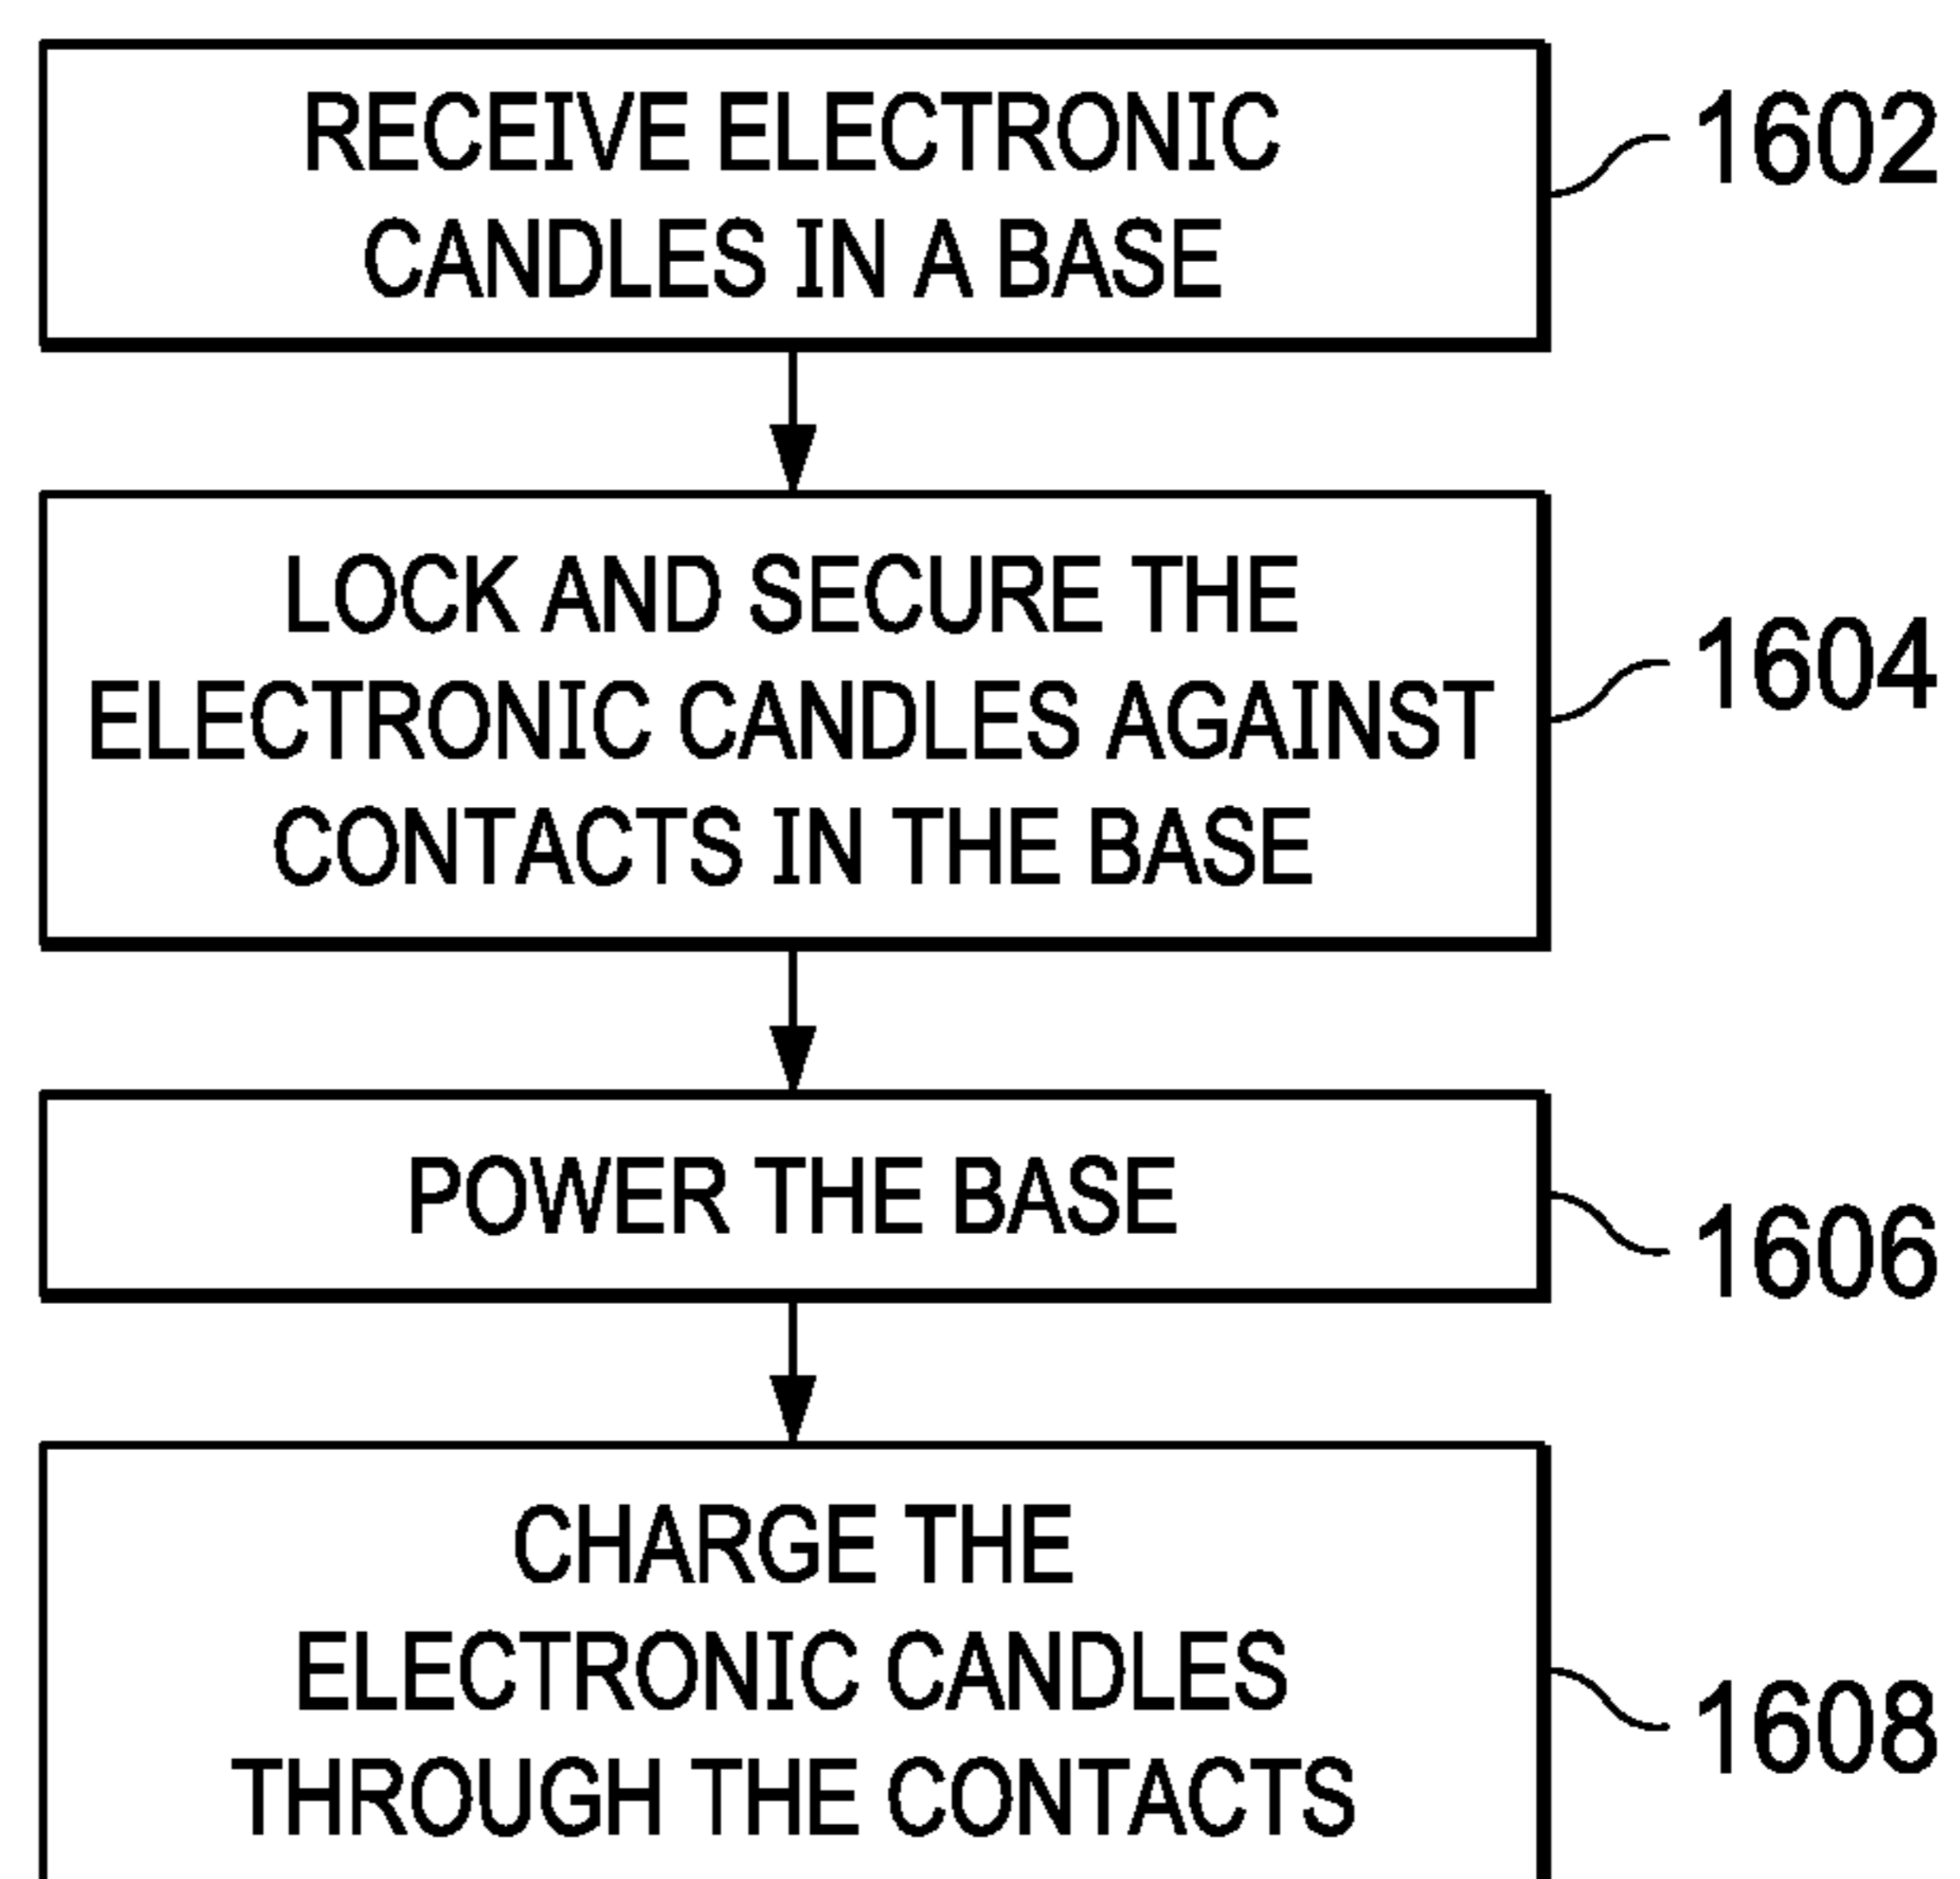 RECEIVE ELECTRONIC
CANDLES IN A BASE
1602
LOCK AND SECURE THE
ELECTRONIC CANDLES AGAINST
CONTACTS IN THE BASE
1604
POWER THE BASE
1606
CHARGE THE
ELECTRONIC CANDLES
THROUGH THE CONTACTS
1608